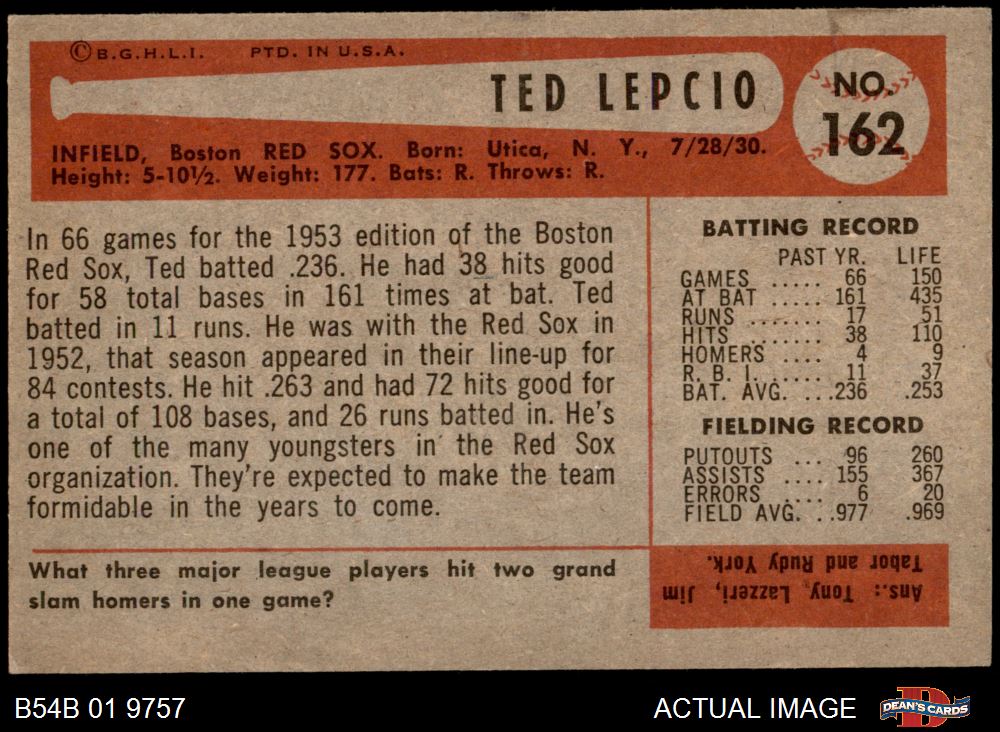 © B.G.H.L.I. PTD. IN U.S.A.
TED LEPCIO
NO.
162
INFIELD, Boston RED SOX. Born: Utica, N. Y., 7/28/30.
Height: 5-10½. Weight: 177. Bats: R. Throws: R.
In 66 games for the 1953 edition of the Boston
Red Sox, Ted batted .236. He had 38 hits good
for 58 total bases in 161 times at bat. Ted
batted in 11 runs. He was with the Red Sox in
1952, that season appeared in their line-up for
84 contests. He hit .263 and had 72 hits good for
a total of 108 bases, and 26 runs batted in. He's
one of the many youngsters in the Red Sox
organization. They're expected to make the team
formidable in the years to come.
BATTING RECORD
PAST YR. LIFE
GAMES ..... 66 150
AT BAT ..... 161 435
RUNS ....... 17 51
HITS ....... 38 110
HOMERS .... 4 9
R. B. I. ...... 11 37
BAT. AVG. ...236 .253
FIELDING RECORD
PUTOUTS ... 96 260
ASSISTS .... 155 367
ERRORS .... 6 20
FIELD AVG. ..977 .969
What three major league players hit two grand
slam homers in one game?
Ans.: Tony, Lazzeri, Jim
Tabor and Rudy York.
B54B 01 9757
ACTUAL IMAGE
D
DEAN'S CARDS